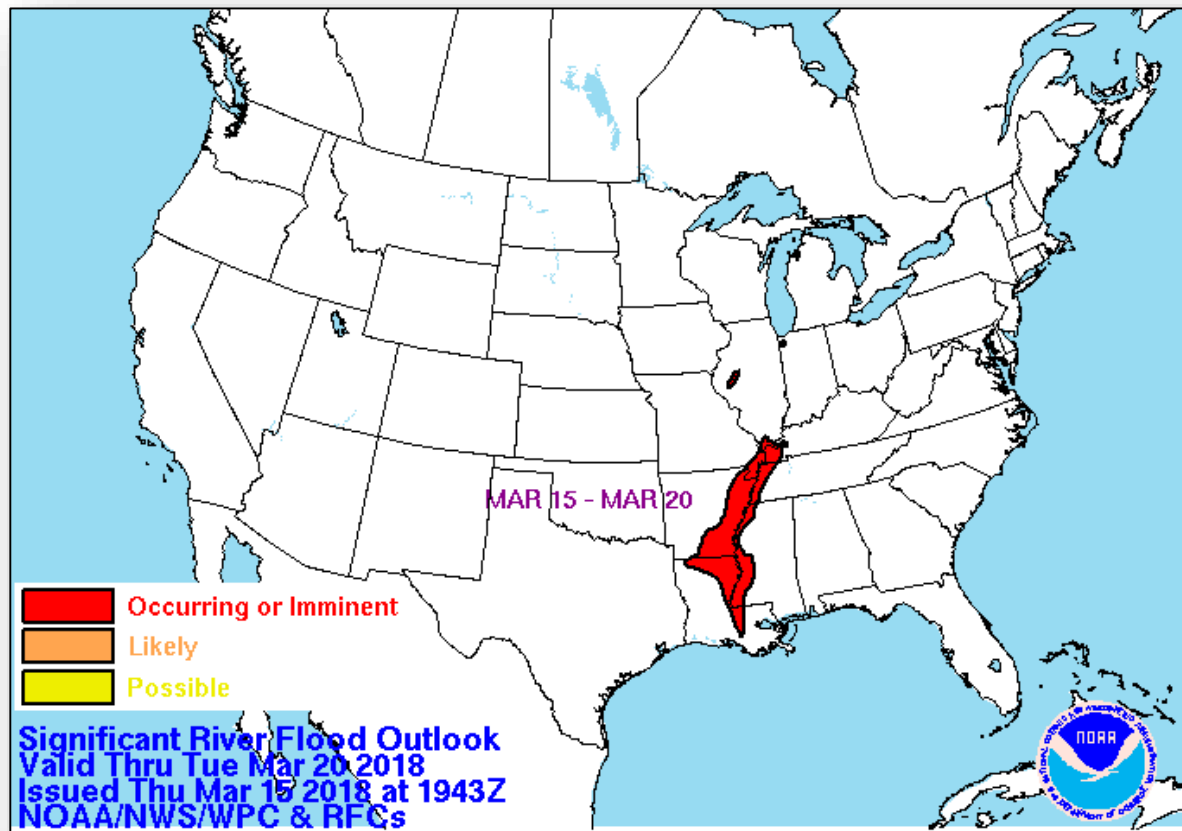 MAR 15 - MAR 20
Occurring or Imminent
Likely
Possible
Significant River Flood Outlook
Valid Thru Tue Mar 20 2018
Issued Thu Mar 15 2018 at 1943Z
NOAA/NWS/WPC & RFCs
NOAA